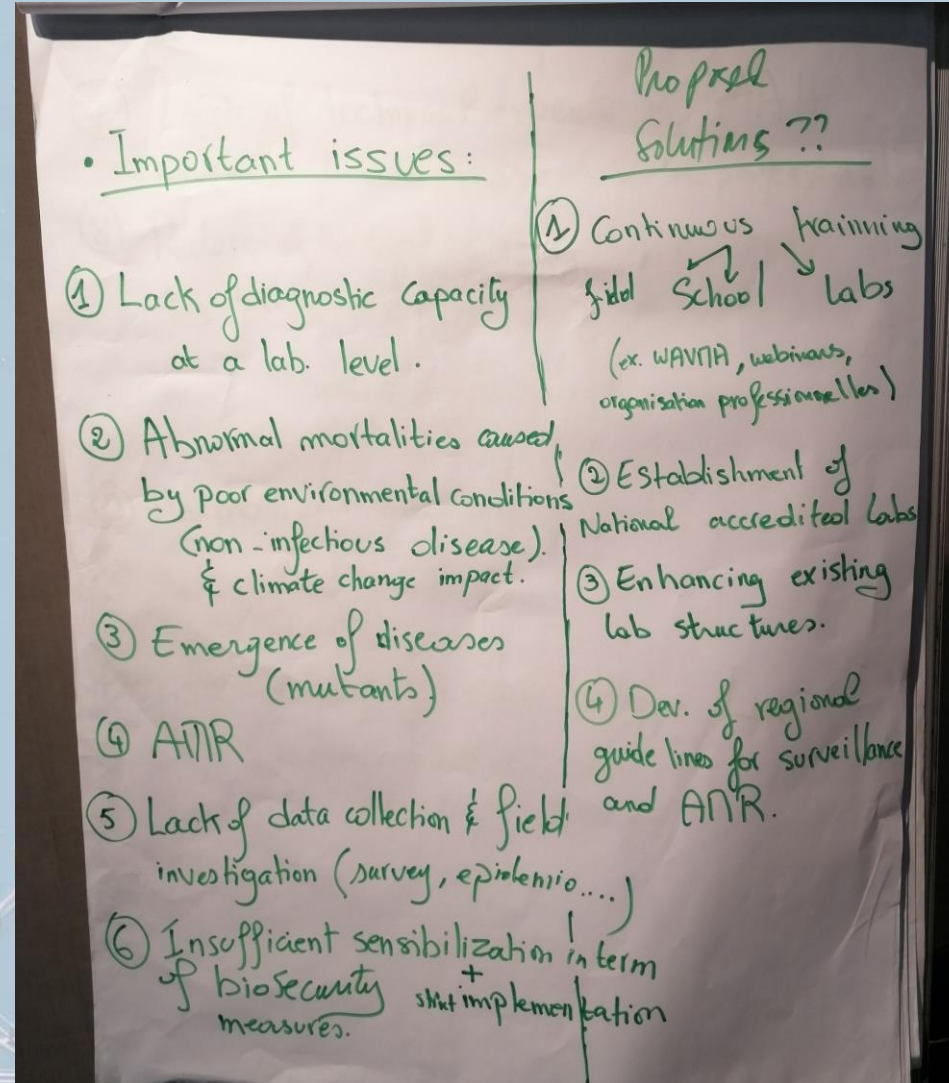 • Important issues:
① Lack of diagnostic Capacity
at a lab. level.
② Abnormal mortalities caused
by poor environmental conditions
(non-infectious disease).
& climate change impact.
③ Emergence of diseases
(mutants)
④ AMR
⑤ Lack of data collection & field
investigation (survey, epidemio....)
⑥ Insufficient sensibilization in term
of biosecurity + strict implementation
measures.
Proposed
Solutions ??
① Continuous trainning
field School labs
(ex. WAVMA, webinars,
organisation professionnelles)
② Establishment of
National accredited labs
③ Enhancing existing
lab structures.
④ Dev. of regional
guide lines for surveillance
and AMR.